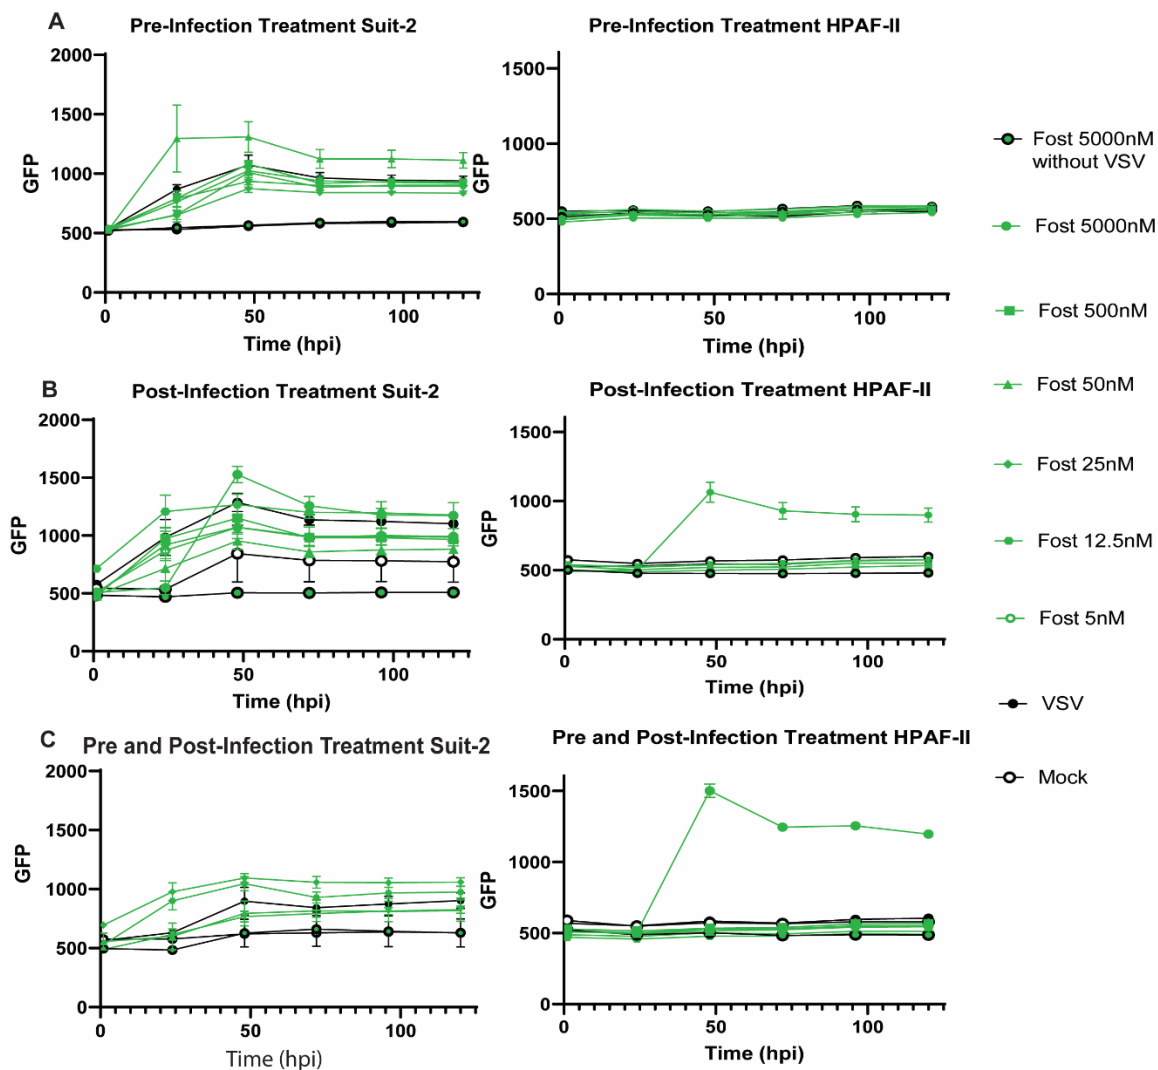 A
Pre-Infection Treatment Suit-2
2000
1500
1000
500
0
GFP
0
50
100
Time (hpi)
Pre-Infection Treatment HPAF-II
1500
1000
500
0
GFP
0
50
100
Time (hpi)
B
Post-Infection Treatment Suit-2
2000
1500
1000
500
0
GFP
0
50
100
Time (hpi)
Post-Infection Treatment HPAF-II
1500
1000
500
0
GFP
0
50
100
Time (hpi)
C
Pre and Post-Infection Treatment Suit-2
2000
1500
1000
500
0
GFP
0
50
100
Time (hpi)
Pre and Post-Infection Treatment HPAF-II
1500
1000
500
0
GFP
0
50
100
Time (hpi)
Fost 5000nM
without VSV
Fost 5000nM
Fost 500nM
Fost 50nM
Fost 25nM
Fost 12.5nM
Fost 5nM
VSV
Mock